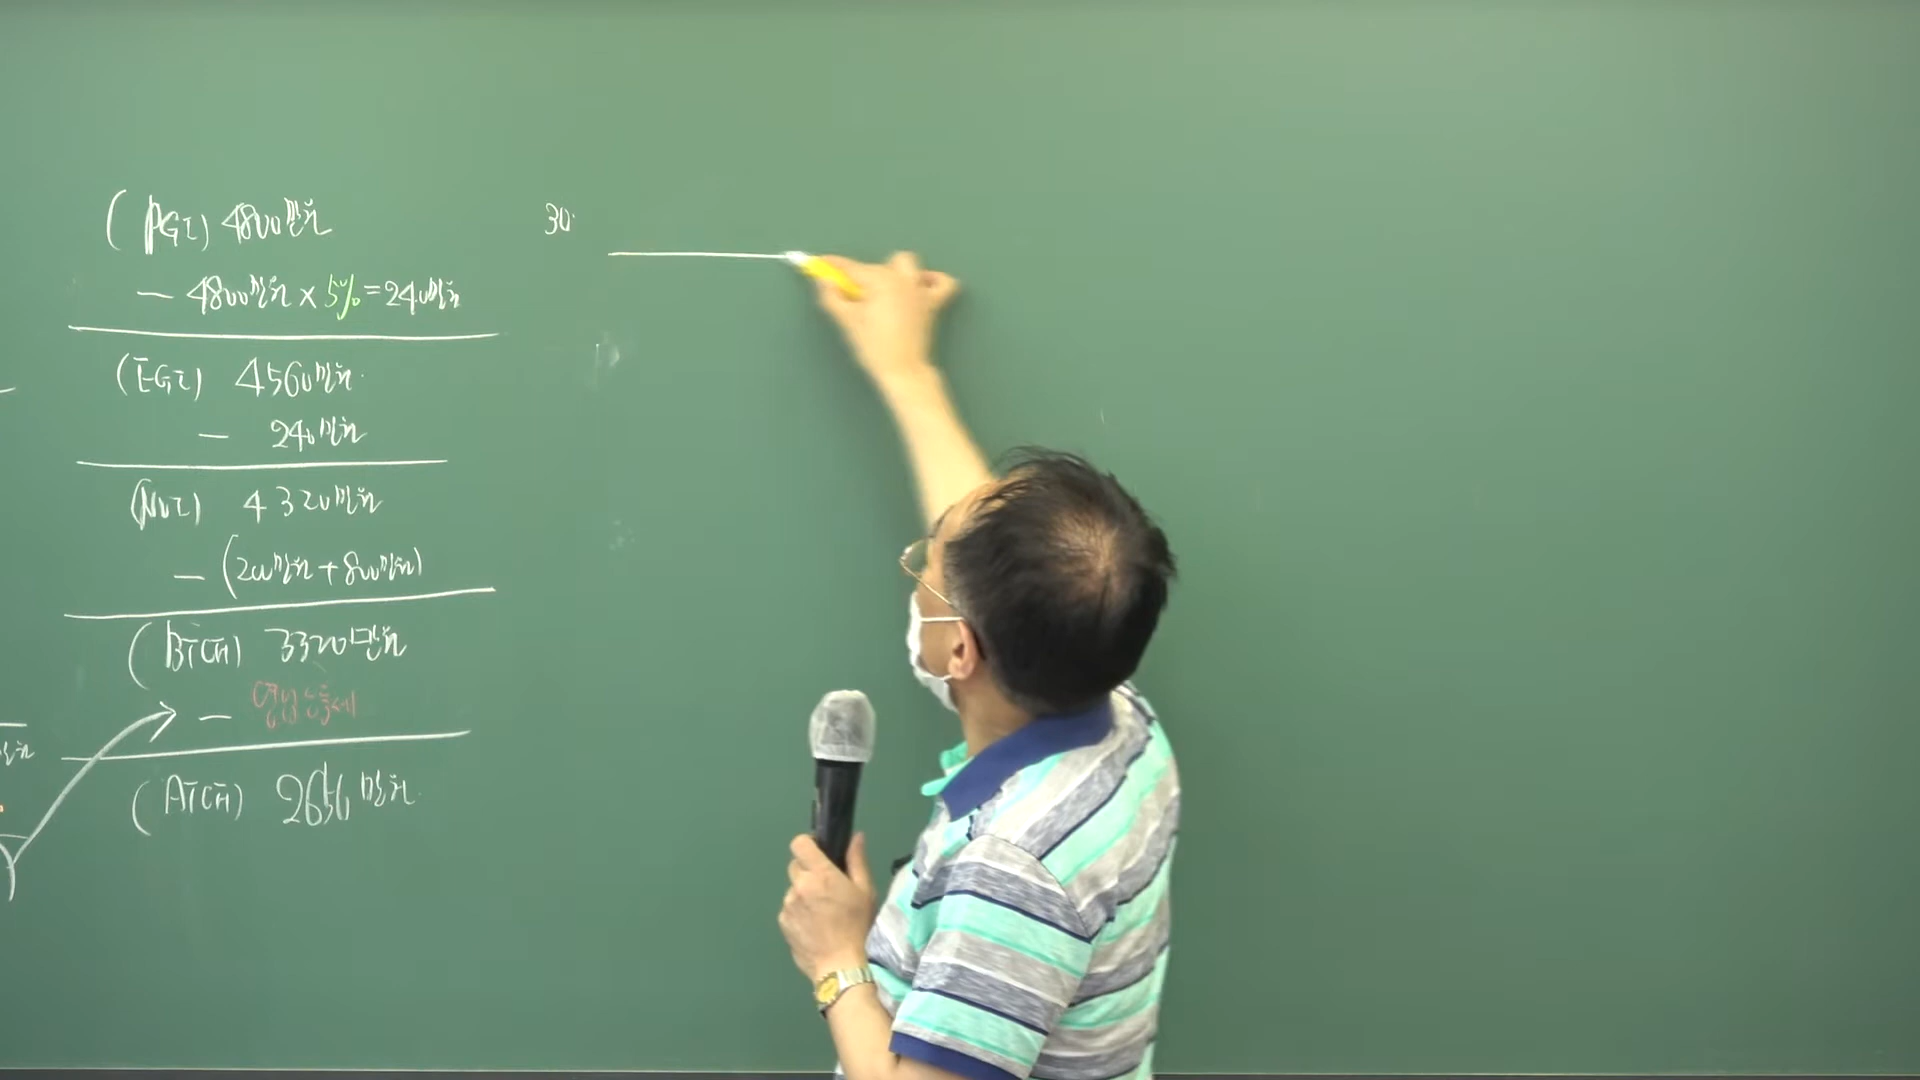 (PGI) 4800만원
- 4800만원 × 5% = 240만원
(EGI) 4560만원
- 240만원
(NOI) 4320만원
- (200만원 + 800만원)
(BTCF) 3320만원
- 영업소득세
(ATCF) 2656만원
30.
만원